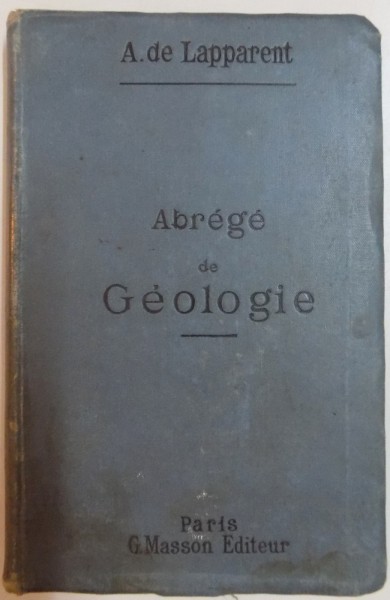 A. de Lapparent
Abrégé
de
Géologie
Paris
G. Masson Editeur